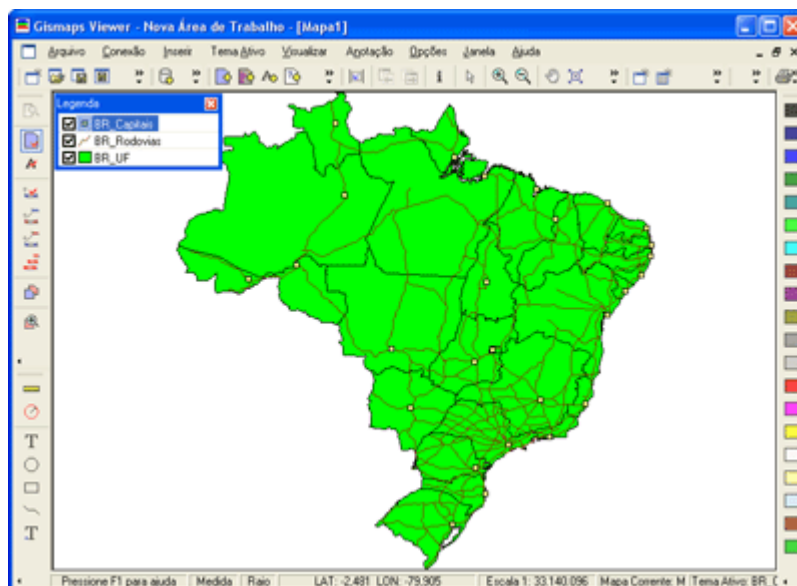 Gismaps Viewer - Nova Área de Trabalho - [Mapa1]
Arquivo Conexão Inserir Tema Ativo Visualizar Anotação Opções Janela Ajuda
Legenda
BR_Capitais
BR_Rodovias
BR_UF
Pressione F1 para ajuda Medida Raio LAT: -2.481 LON: -79.905 Escala 1: 33.140.096 Mapa Corrente: M Tema Ativo: BR_C